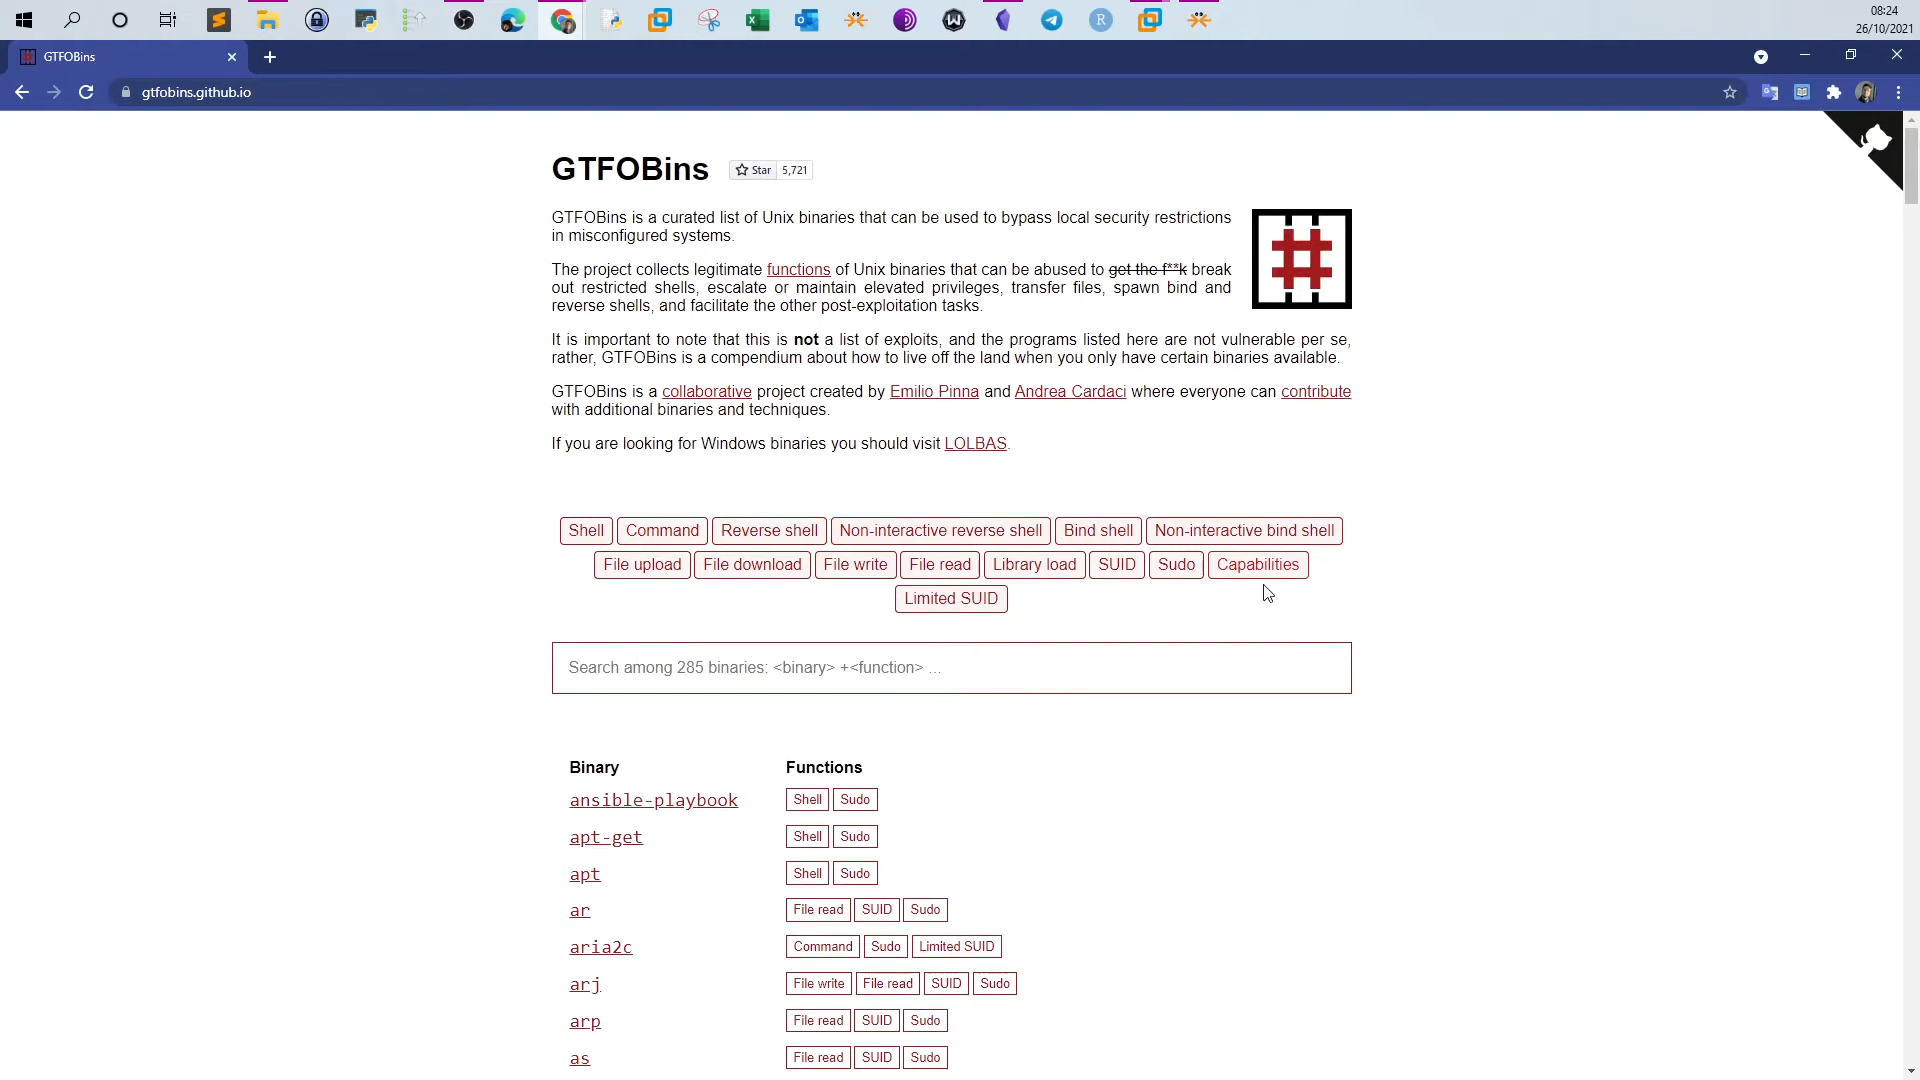 08:24
26/10/2021
GTFOBins
gtfobins.github.io
GTFOBins
Star 5,721
GTFOBins is a curated list of Unix binaries that can be used to bypass local security restrictions
in misconfigured systems.
The project collects legitimate functions of Unix binaries that can be abused to get the f**k break
out restricted shells, escalate or maintain elevated privileges, transfer files, spawn bind and
reverse shells, and facilitate the other post-exploitation tasks.
It is important to note that this is not a list of exploits, and the programs listed here are not vulnerable per se,
rather, GTFOBins is a compendium about how to live off the land when you only have certain binaries available.
GTFOBins is a collaborative project created by Emilio Pinna and Andrea Cardaci where everyone can contribute
with additional binaries and techniques.
If you are looking for Windows binaries you should visit LOLBAS.
Shell Command Reverse shell Non-interactive reverse shell Bind shell Non-interactive bind shell
File upload File download File write File read Library load SUID Sudo Capabilities
Limited SUID
Search among 285 binaries: <binary> +<function> ...
Binary Functions
ansible-playbook Shell Sudo
apt-get Shell Sudo
apt Shell Sudo
ar File read SUID Sudo
aria2c Command Sudo Limited SUID
arj File write File read SUID Sudo
arp File read SUID Sudo
as File read SUID Sudo